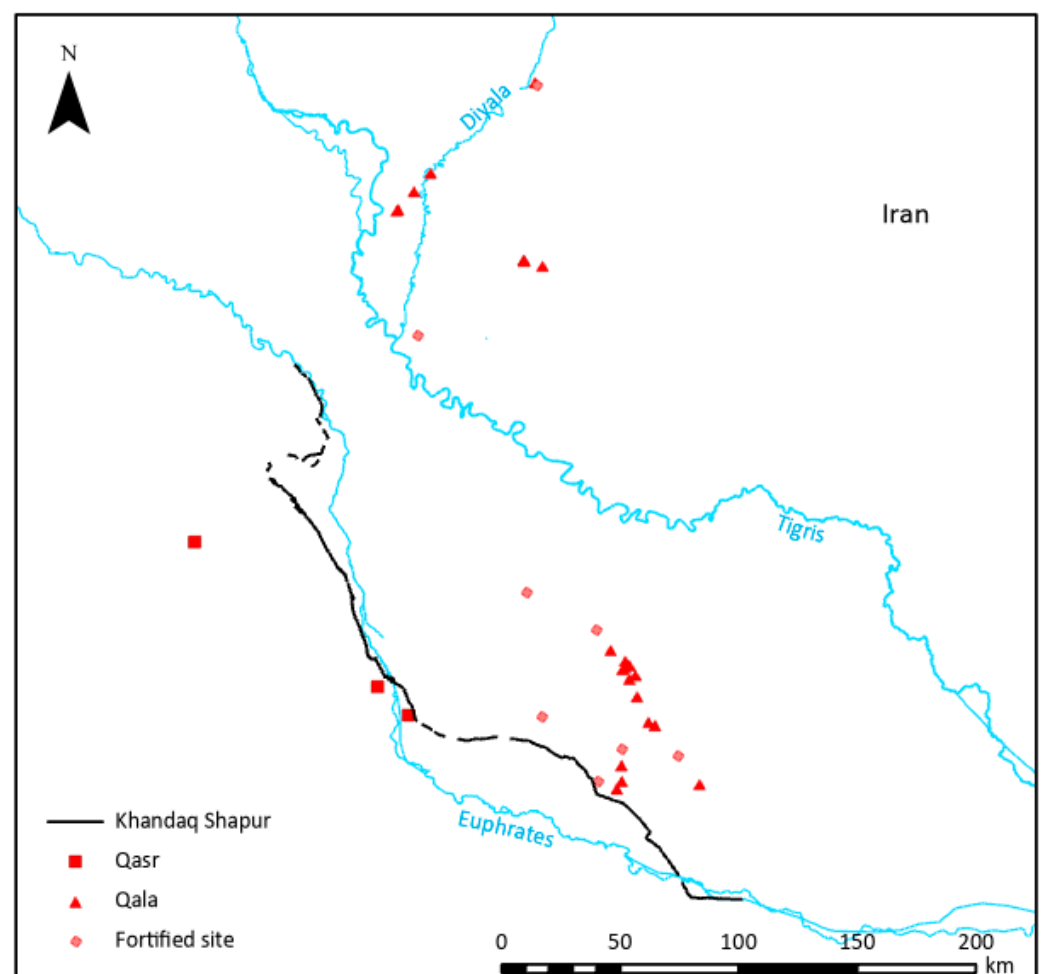 N
Diyala
Iran
Tigris
Khandaq Shapur
Qasr
Qala
Fortified site
Euphrates
0 50 100 150 200
km